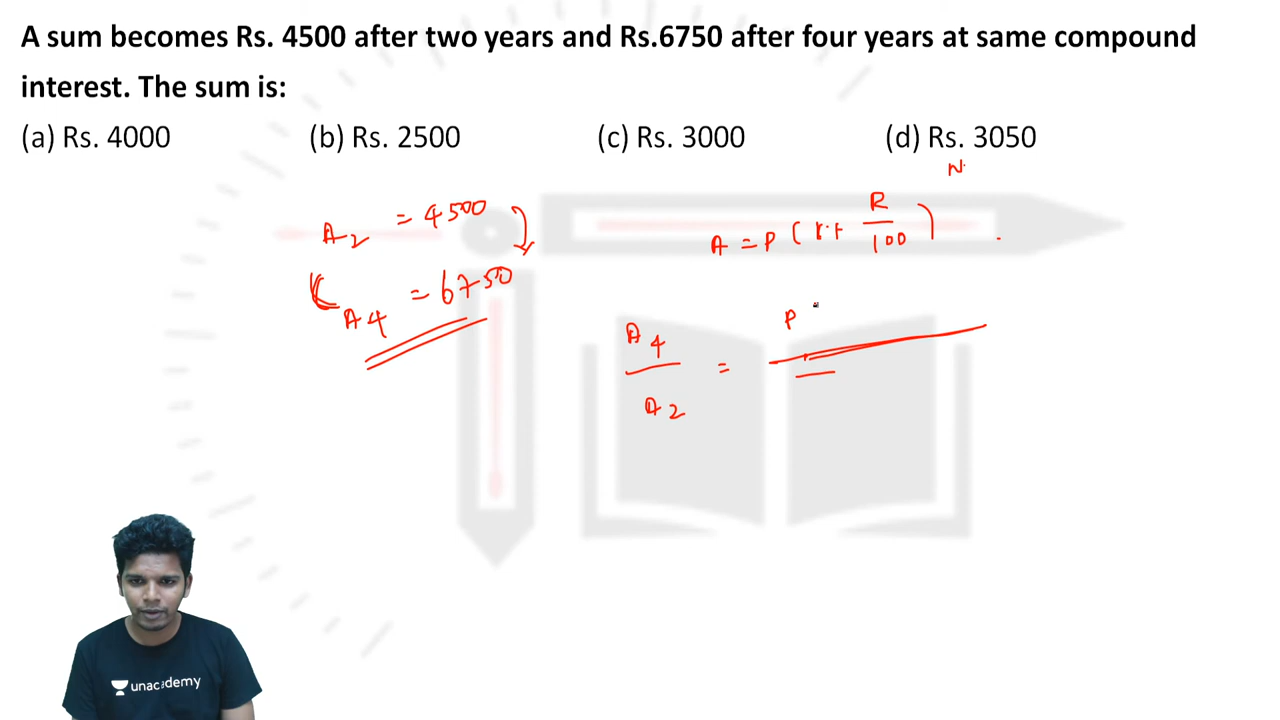 A sum becomes Rs. 4500 after two years and Rs.6750 after four years at same compound
interest. The sum is:
(a) Rs. 4000 (b) Rs. 2500 (c) Rs. 3000 (d) Rs. 3050
A2 = 4500
A4 = 6750
A = P ( 1 + R/100 )N
A4/A2 = P
unacademy